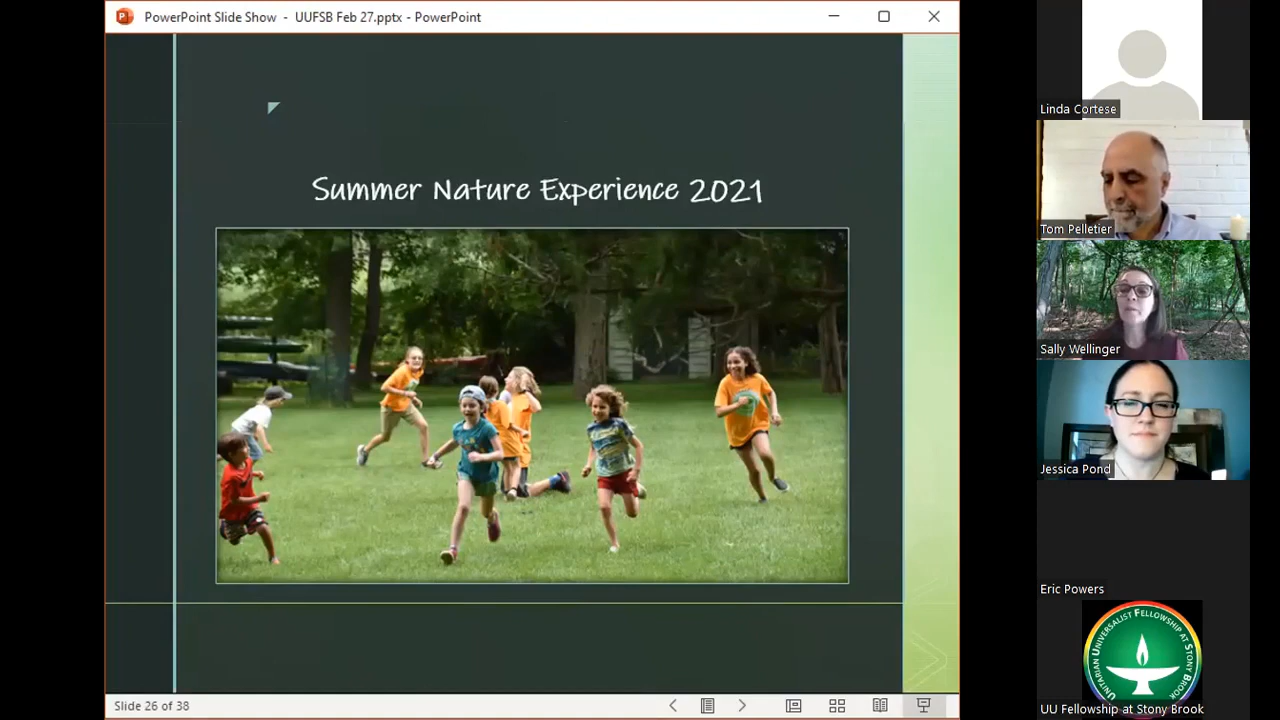 PowerPoint Slide Show - UUFSB Feb 27.pptx - PowerPoint
Summer Nature Experience 2021
Slide 26 of 38
Linda Cortese
Tom Pelletier
Sally Wellinger
Jessica Pond
Eric Powers
UNITARIAN UNIVERSALIST FELLOWSHIP AT STONY BROOK
UU Fellowship at Stony Brook